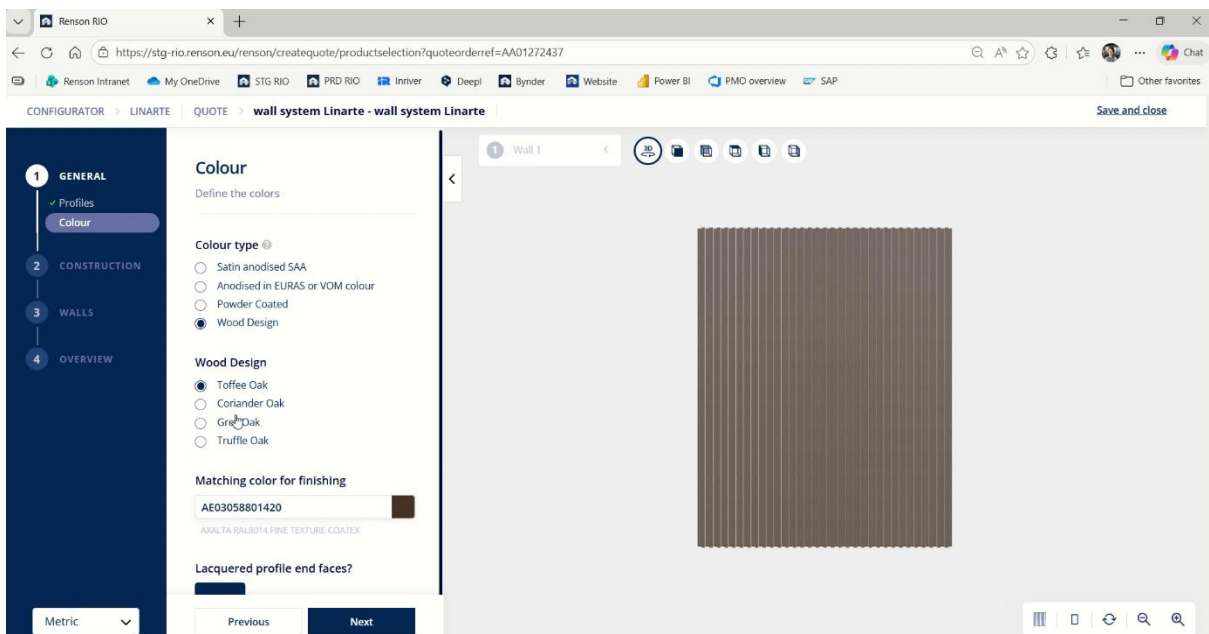 Renson RIO
https://stg-rio.renson.eu/renson/createquote/productselection?quoteorderref=AA01272437
Chat
Renson Intranet My OneDrive STG RIO PRD RIO Inriver Deepl Bynder Website Power BI PMO overview SAP Other favorites
CONFIGURATOR > LINARTE QUOTE > wall system Linarte - wall system Linarte Save and close
1 Wall 1 3D
Colour
1 GENERAL
Define the colors
Profiles
Colour
Colour type
2 CONSTRUCTION
Satin anodised SAA
Anodised in EURAS or VOM colour
Powder Coated
3 WALLS
Wood Design
4 OVERVIEW
Wood Design
Toffee Oak
Coriander Oak
Oak
Truffle Oak
Matching color for finishing
AE03058801420
AXALTA RAL8014 FINE TEXTURE COATEX
Lacquered profile end faces?
Metric Previous Next